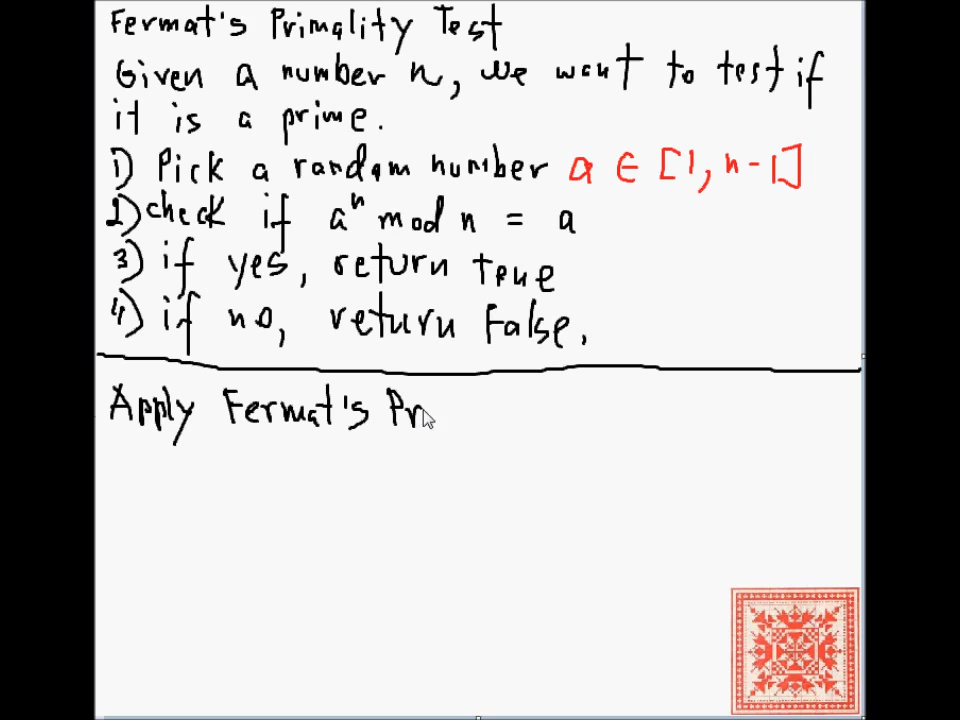 Fermat's Primality Test
Given a number n, we want to test if
it is a prime.
1) Pick a random number a ∈ [1, n-1]
2) check if aⁿ mod n = a
3) if yes, return true
4) if no, return False.
Apply Fermat's Pr